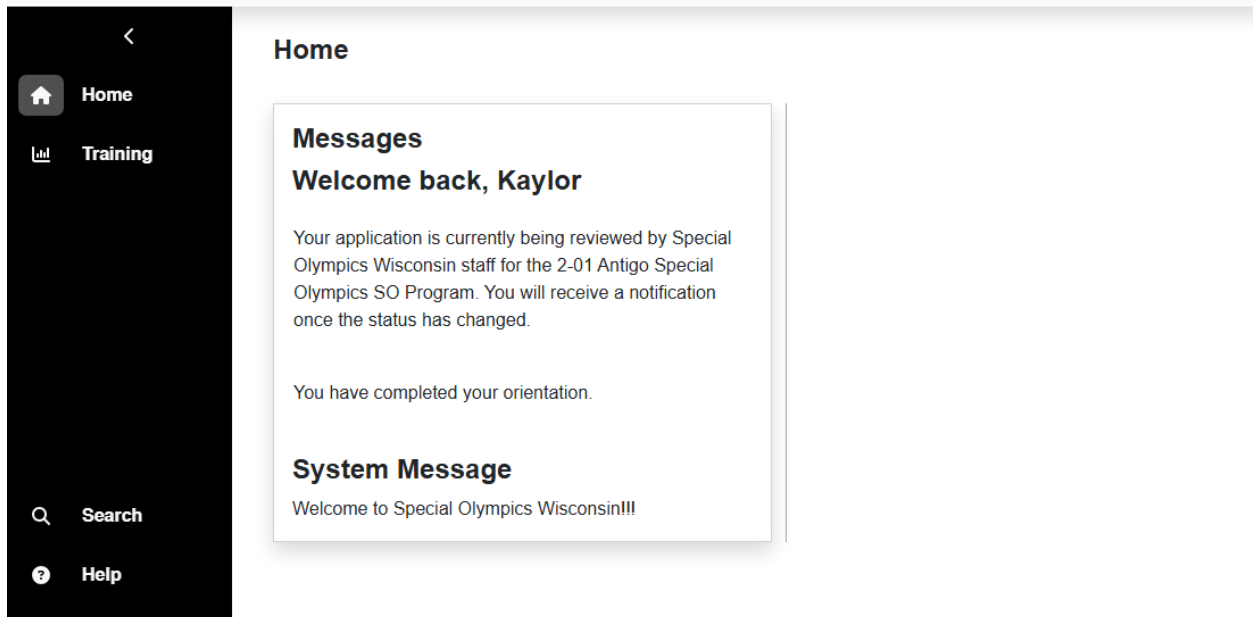 Home
Training
Search
Help
Home
Messages
Welcome back, Kaylor
Your application is currently being reviewed by Special
Olympics Wisconsin staff for the 2-01 Antigo Special
Olympics SO Program. You will receive a notification
once the status has changed.
You have completed your orientation.
System Message
Welcome to Special Olympics Wisconsin!!!